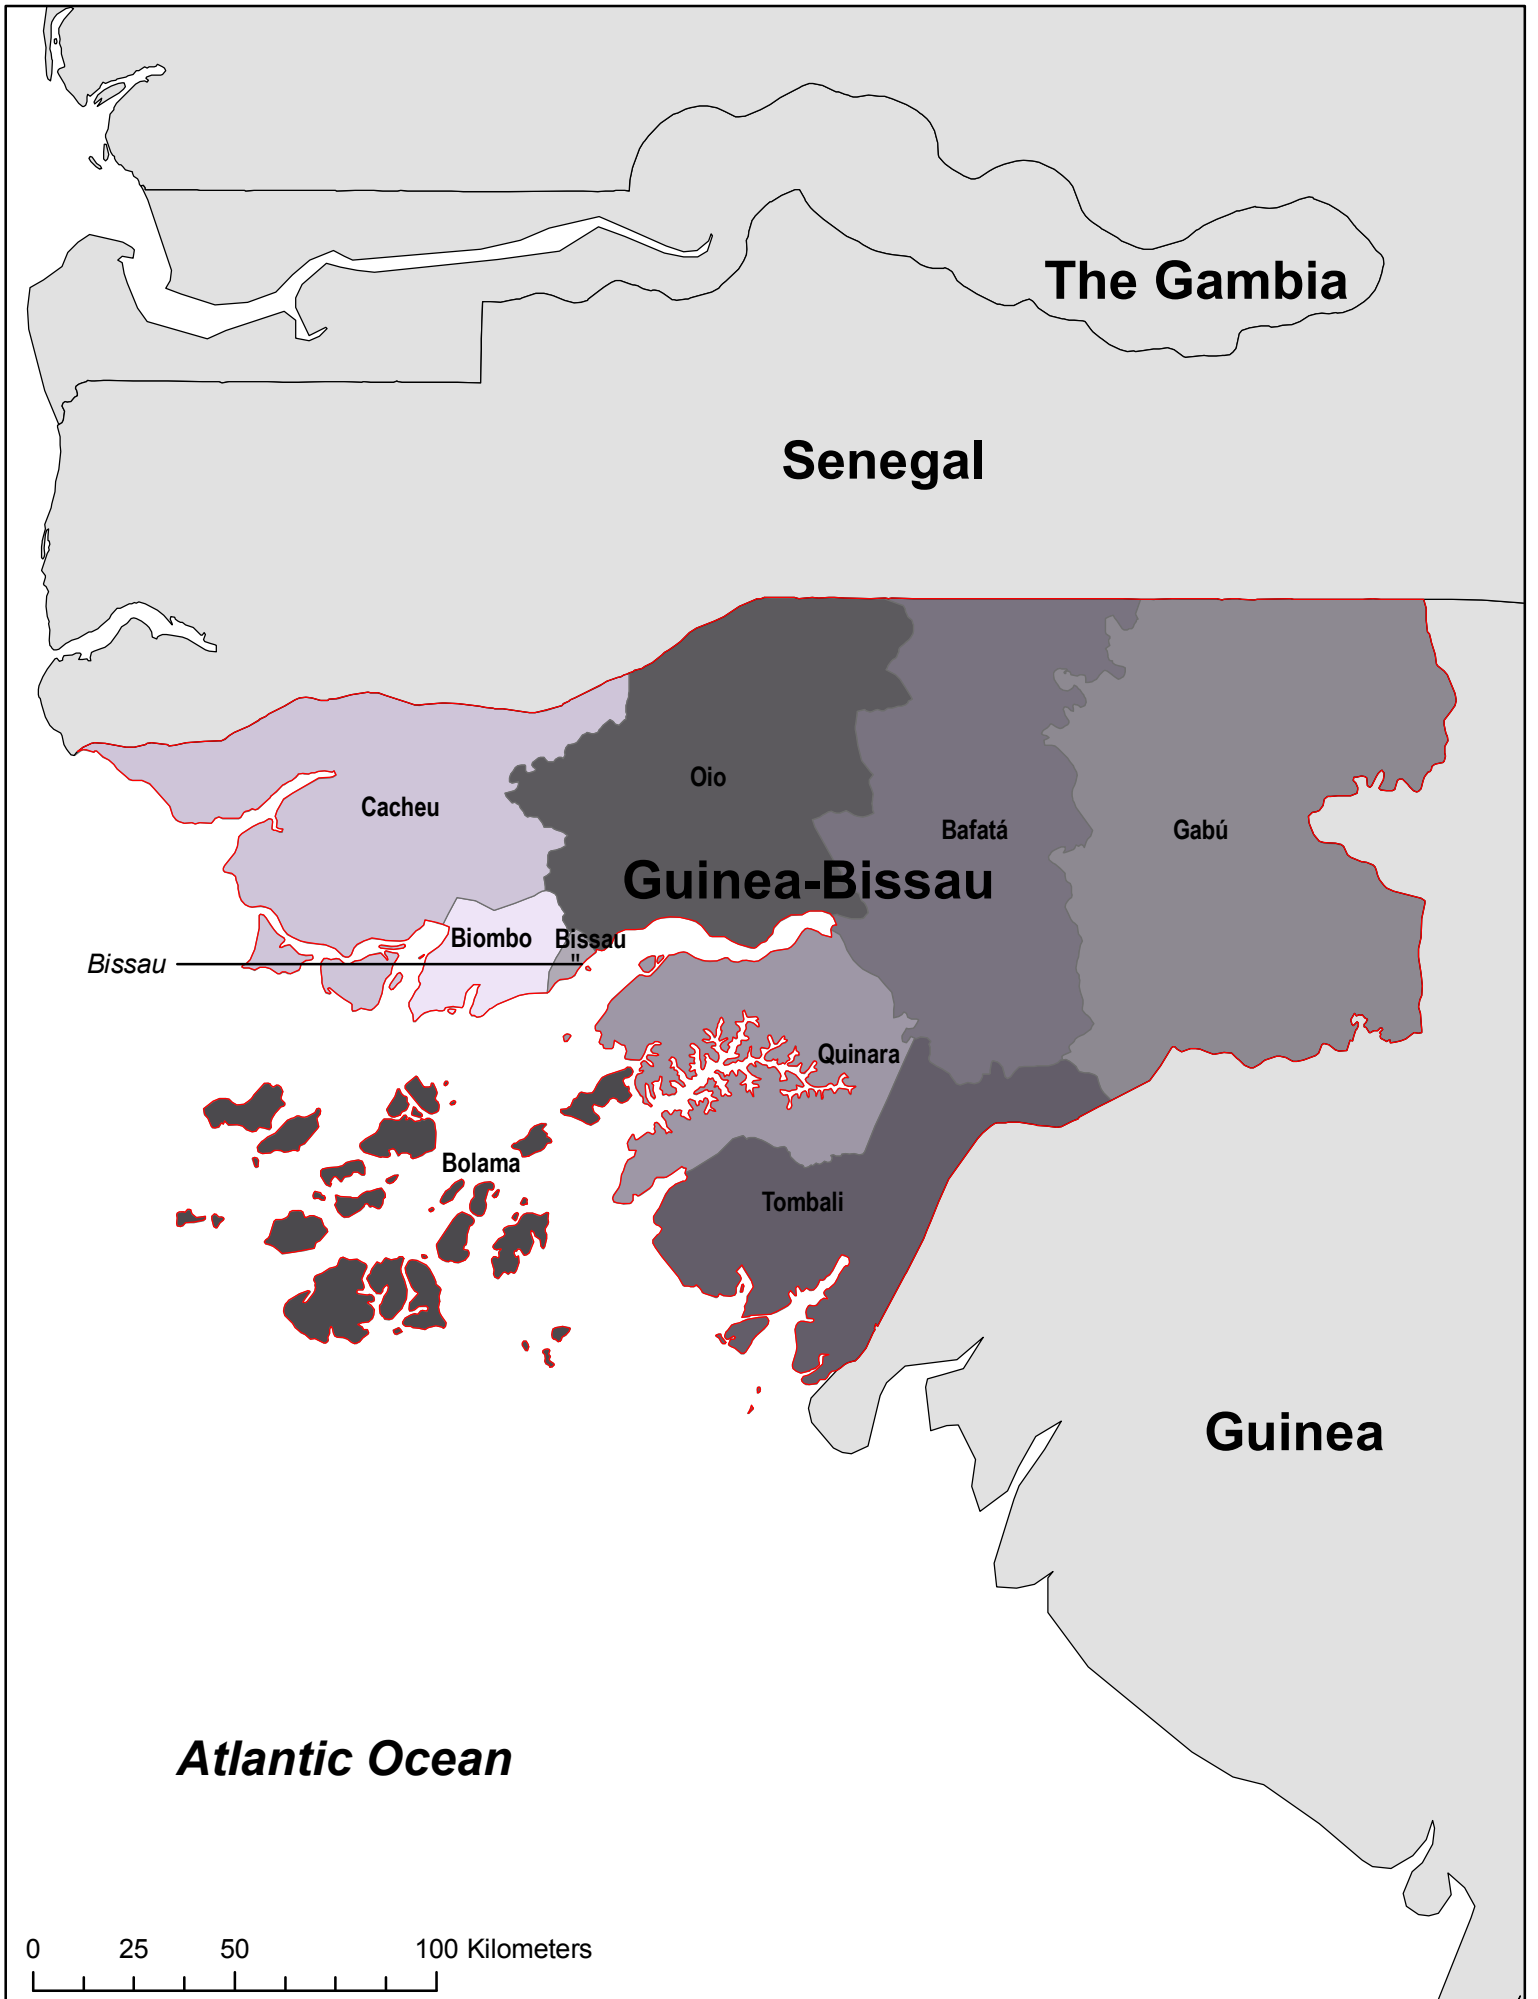 The Gambia
Senegal
Oio
Cacheu
Bafatá
Gabú
Guinea-Bissau
Biombo
Bissau
"
Bissau
Quinara
Bolama
Tombali
Guinea
Atlantic Ocean
0 25 50 100 Kilometers